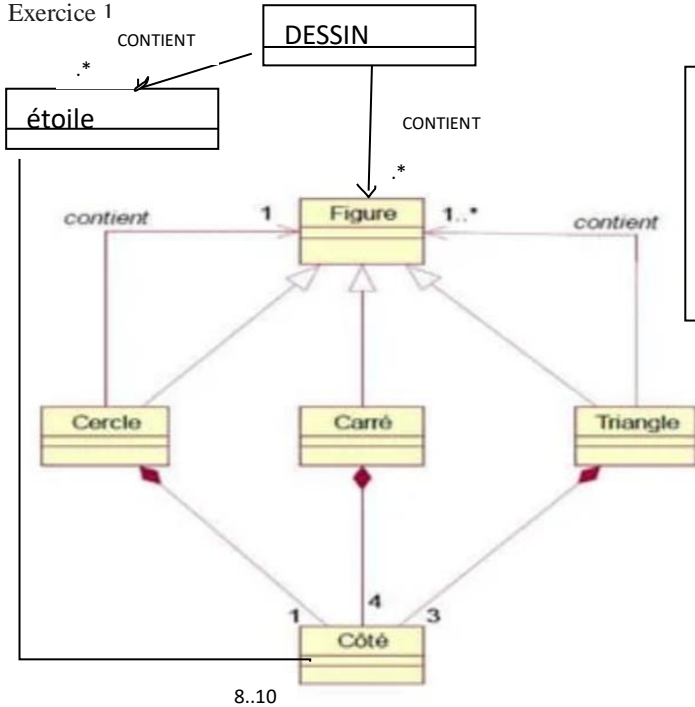 Exercice 1
CONTIENT
DESSIN
.*
étoile
CONTIENT
.*
contient
1
Figure
1..*
contient
Cercle
Carré
Triangle
1
4
3
Côté
8..10